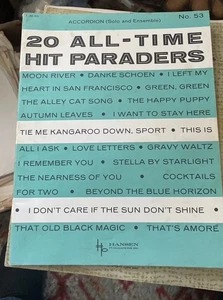 ACCORDION (Solo and Ensemble)
No. 53
20 ALL-TIME
HIT PARADERS
MOON RIVER • DANKE SCHOEN • I LEFT MY
HEART IN SAN FRANCISCO • GREEN, GREEN
THE ALLEY CAT SONG • THE HAPPY PUPPY
AUTUMN LEAVES • I WANT TO STAY HERE
TIE ME KANGAROO DOWN, SPORT • THIS IS
ALL I ASK • LOVE LETTERS • GRAVY WALTZ
I REMEMBER YOU • STELLA BY STARLIGHT
THE NEARNESS OF YOU • COCKTAILS
FOR TWO • BEYOND THE BLUE HORIZON
• I DON'T CARE IF THE SUN DON'T SHINE •
THAT OLD BLACK MAGIC • THAT'S AMORÉ
HANSEN